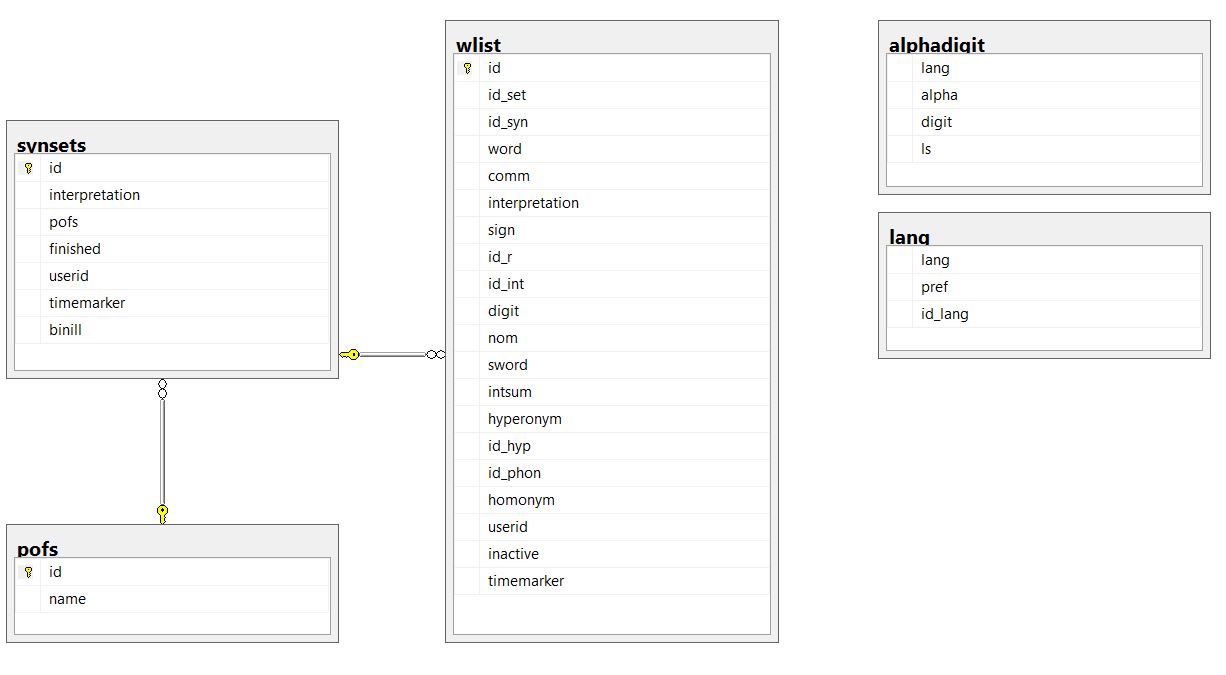 synsets
id
interpretation
pofs
finished
userid
timemarker
binill
pofs
id
name
wlist
id
id_set
id_syn
word
comm
interpretation
sign
id_r
id_int
digit
nom
sword
intsum
hyperonym
id_hyp
id_phon
homonym
userid
inactive
timemarker
alphadigit
lang
alpha
digit
ls
lang
lang
pref
id_lang